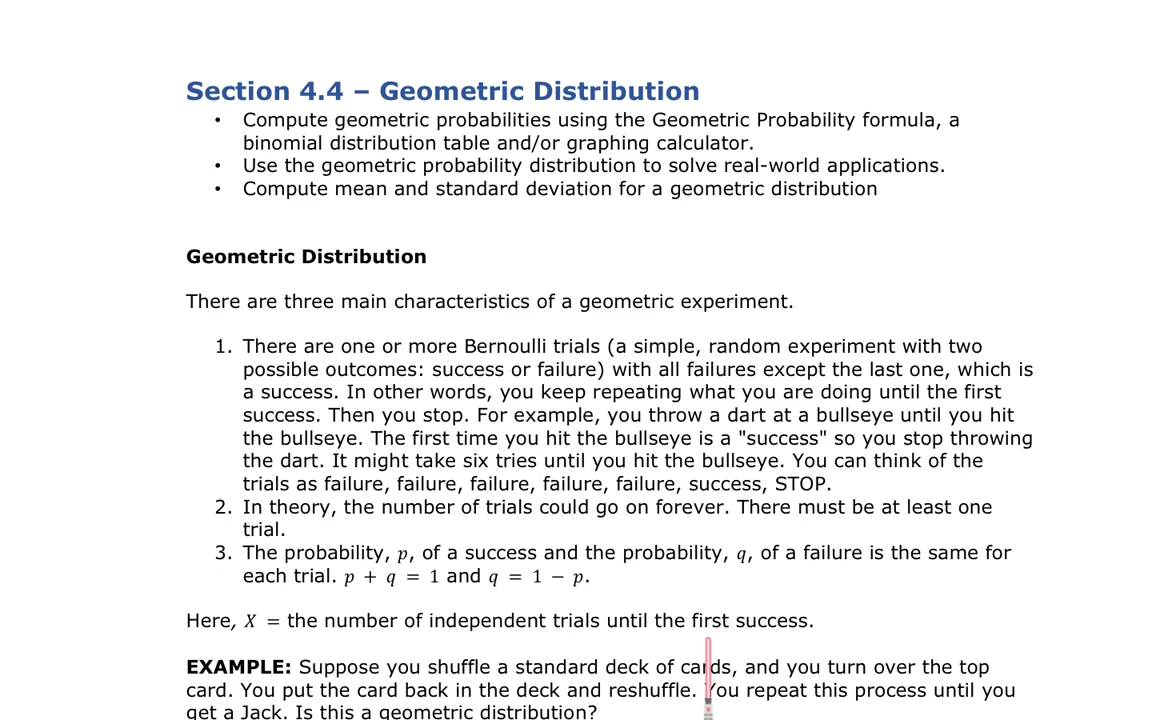 Section 4.4 – Geometric Distribution
• Compute geometric probabilities using the Geometric Probability formula, a
binomial distribution table and/or graphing calculator.
• Use the geometric probability distribution to solve real-world applications.
• Compute mean and standard deviation for a geometric distribution
Geometric Distribution
There are three main characteristics of a geometric experiment.
1. There are one or more Bernoulli trials (a simple, random experiment with two
possible outcomes: success or failure) with all failures except the last one, which is
a success. In other words, you keep repeating what you are doing until the first
success. Then you stop. For example, you throw a dart at a bullseye until you hit
the bullseye. The first time you hit the bullseye is a "success" so you stop throwing
the dart. It might take six tries until you hit the bullseye. You can think of the
trials as failure, failure, failure, failure, failure, success, STOP.
2. In theory, the number of trials could go on forever. There must be at least one
trial.
3. The probability, p, of a success and the probability, q, of a failure is the same for
each trial. p + q = 1 and q = 1 − p.
Here, X = the number of independent trials until the first success.
EXAMPLE: Suppose you shuffle a standard deck of cards, and you turn over the top
card. You put the card back in the deck and reshuffle. You repeat this process until you
get a Jack. Is this a geometric distribution?